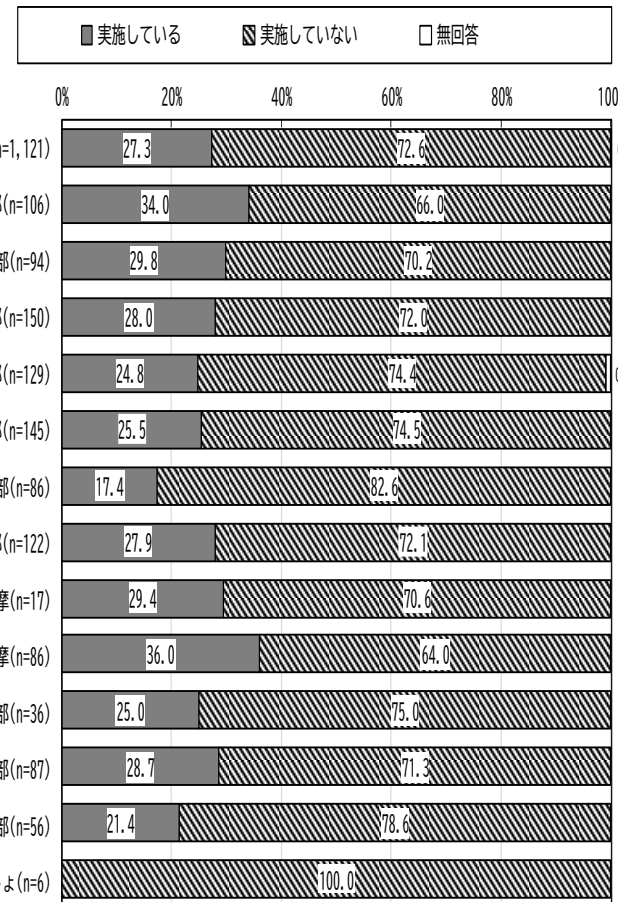 実施している 実施していない 無回答
0% 20% 40% 60% 80% 100
n=1,121) 27.3 72.6
部(n=106) 34.0 66.0
部(n=94) 29.8 70.2
部(n=150) 28.0 72.0
部(n=129) 24.8 74.4
部(n=145) 25.5 74.5
部(n=86) 17.4 82.6
部(n=122) 27.9 72.1
摩(n=17) 29.4 70.6
摩(n=86) 36.0 64.0
部(n=36) 25.0 75.0
部(n=87) 28.7 71.3
部(n=56) 21.4 78.6
ょ(n=6) 100.0